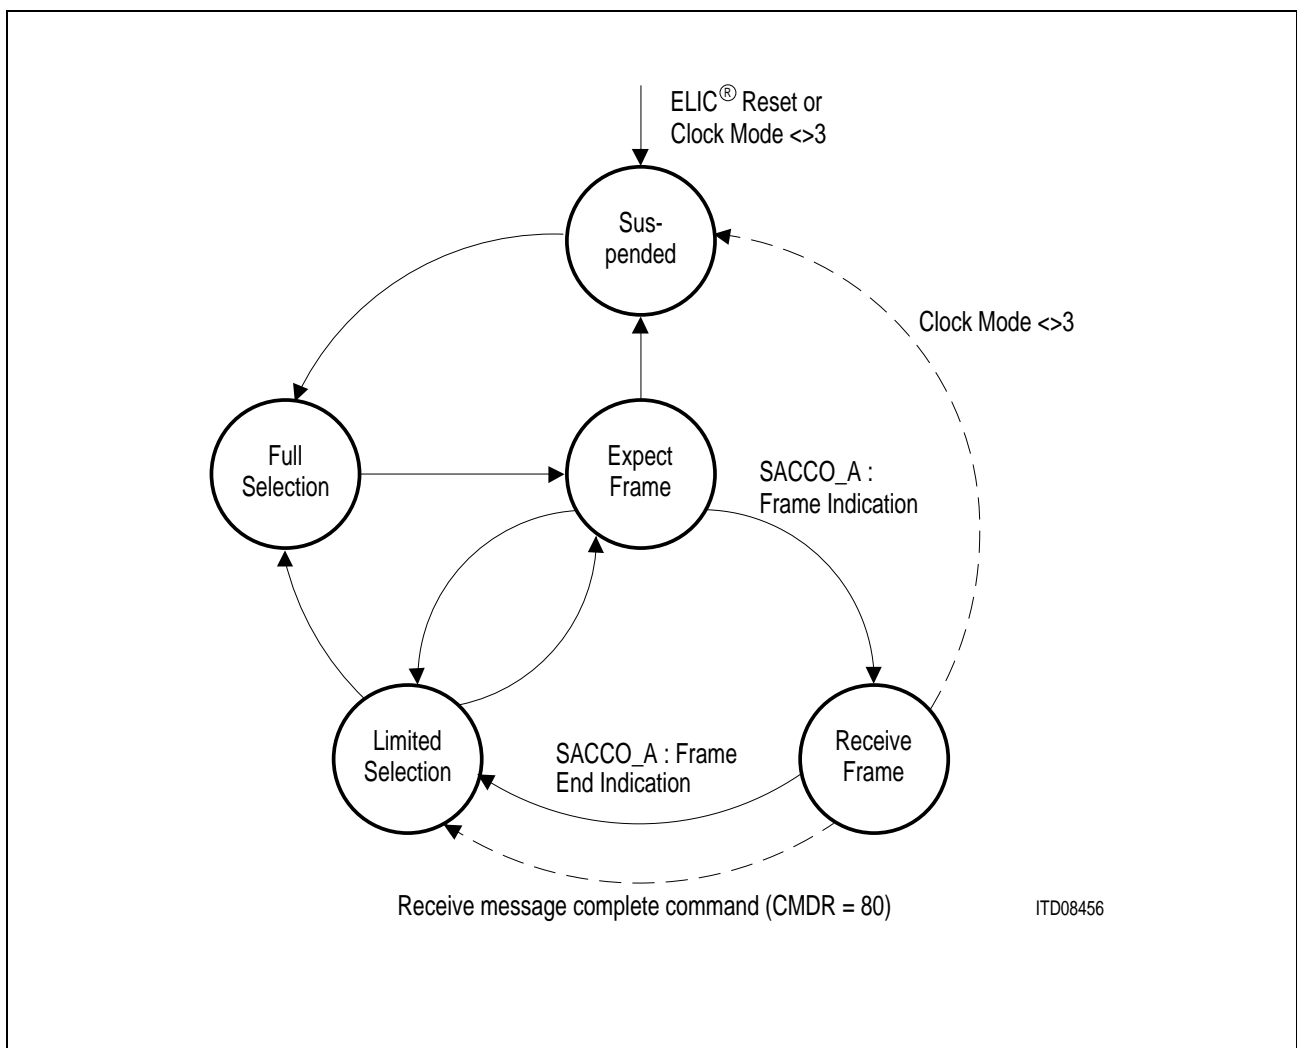 ELIC® Reset or
Clock Mode <>3
Sus-
pended
Clock Mode <>3
Full
Selection
Expect
Frame
SACCO_A :
Frame Indication
Limited
Selection
SACCO_A : Frame
End Indication
Receive
Frame
Receive message complete command (CMDR = 80)
ITD08456